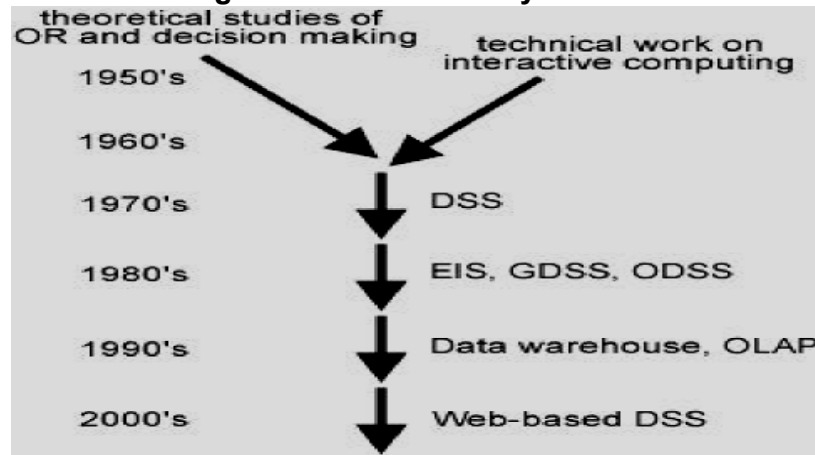 theoretical studies of
OR and decision making
technical work on
interactive computing
1950's
1960's
1970's DSS
1980's EIS, GDSS, ODSS
1990's Data warehouse, OLAP
2000's Web-based DSS